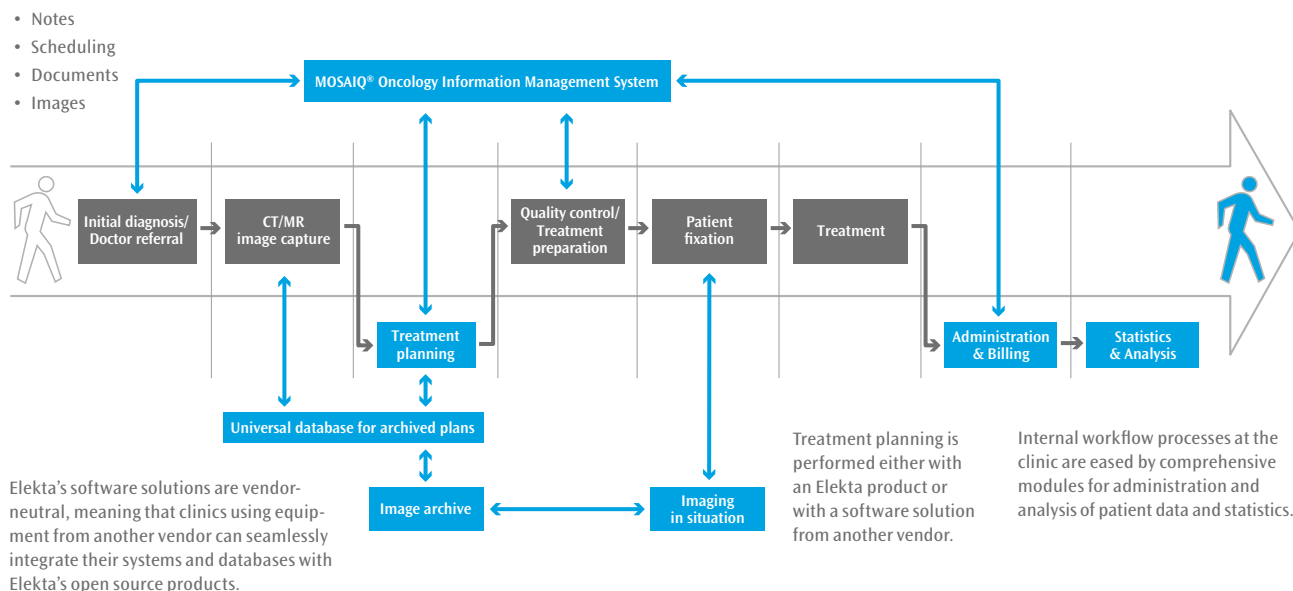 • Notes
• Scheduling
• Documents
• Images
MOSAIQ® Oncology Information Management System
Initial diagnosis/
Doctor referral
CT/MR
image capture
Quality control/
Treatment
preparation
Patient
fixation
Treatment
Treatment
planning
Administration
& Billing
Statistics
& Analysis
Universal database for archived plans
Image archive
Imaging
in situation
Elekta’s software solutions are vendor-
neutral, meaning that clinics using equip-
ment from another vendor can seamlessly
integrate their systems and databases with
Elekta’s open source products.
Treatment planning is
performed either with
an Elekta product or
with a software solution
from another vendor.
Internal workflow processes at the
clinic are eased by comprehensive
modules for administration and
analysis of patient data and statistics.